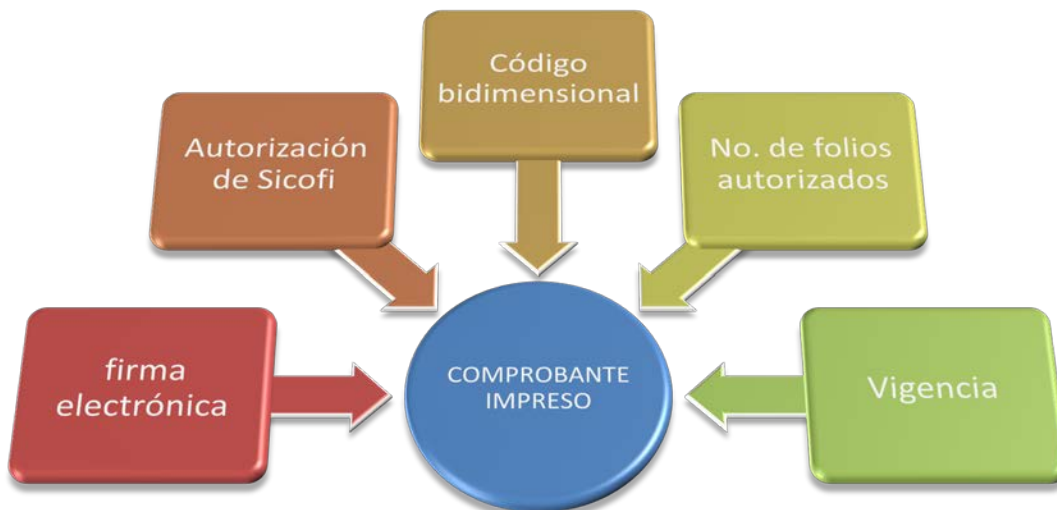 Código
bidimensional
Autorización
de Sicofi
No. de folios
autorizados
firma
electrónica
COMPROBANTE
IMPRESO
Vigencia